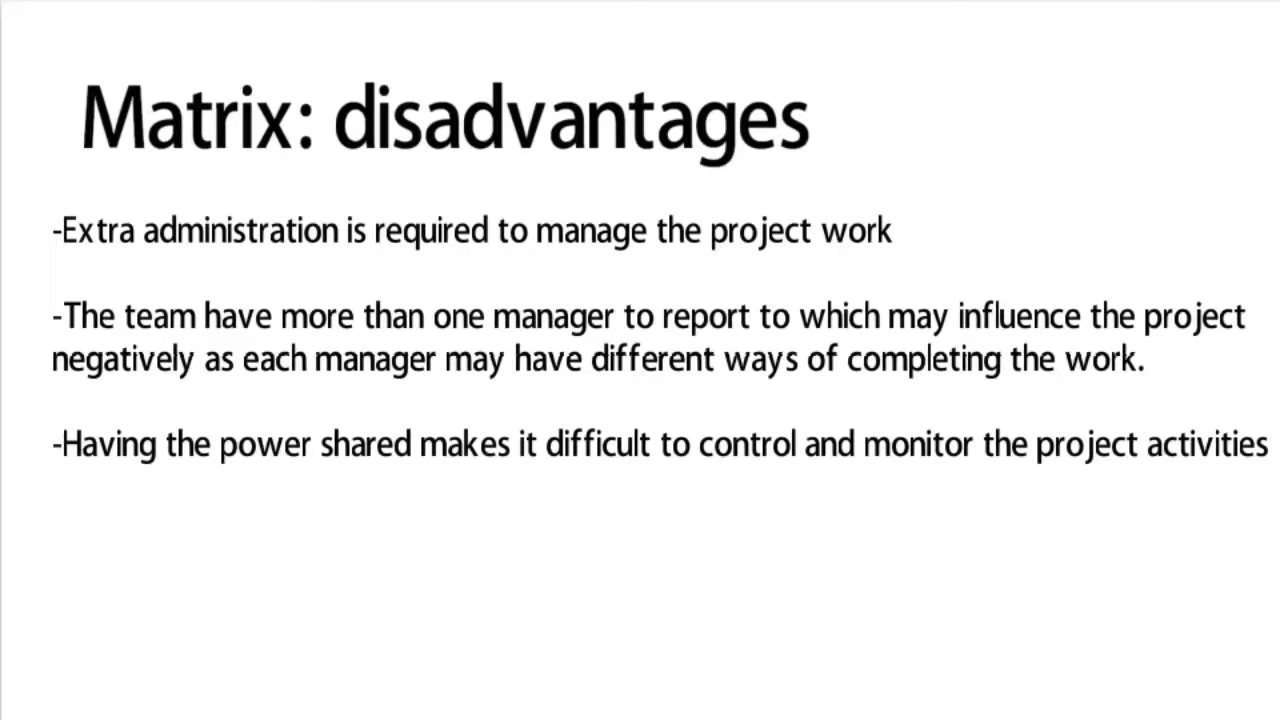 Matrix: disadvantages
-Extra administration is required to manage the project work
-The team have more than one manager to report to which may influence the project
negatively as each manager may have different ways of completing the work.
-Having the power shared makes it difficult to control and monitor the project activities